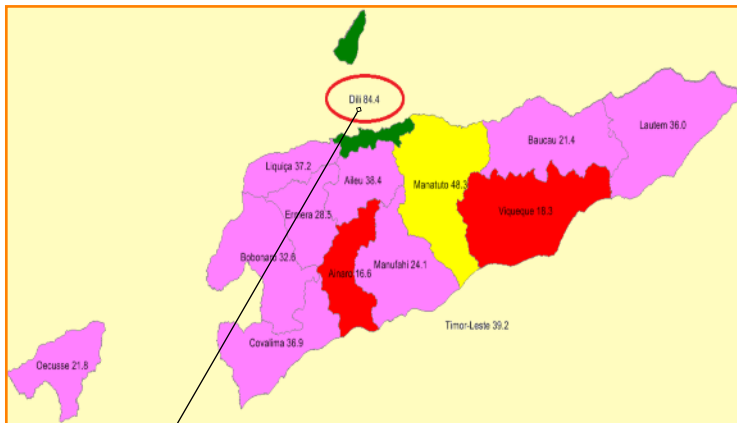 Dili 84.4
Lautem 36.0
Baucau 21.4
Liquiça 37.2
Aileu 38.4
Manatuto 48.3
Ermera 28.5
Viqueque 18.3
Bobonaro 32.6
Manufahi 24.1
Ainaro 16.6
Timor-Leste 39.2
Covalima 36.9
Oecusse 21.8